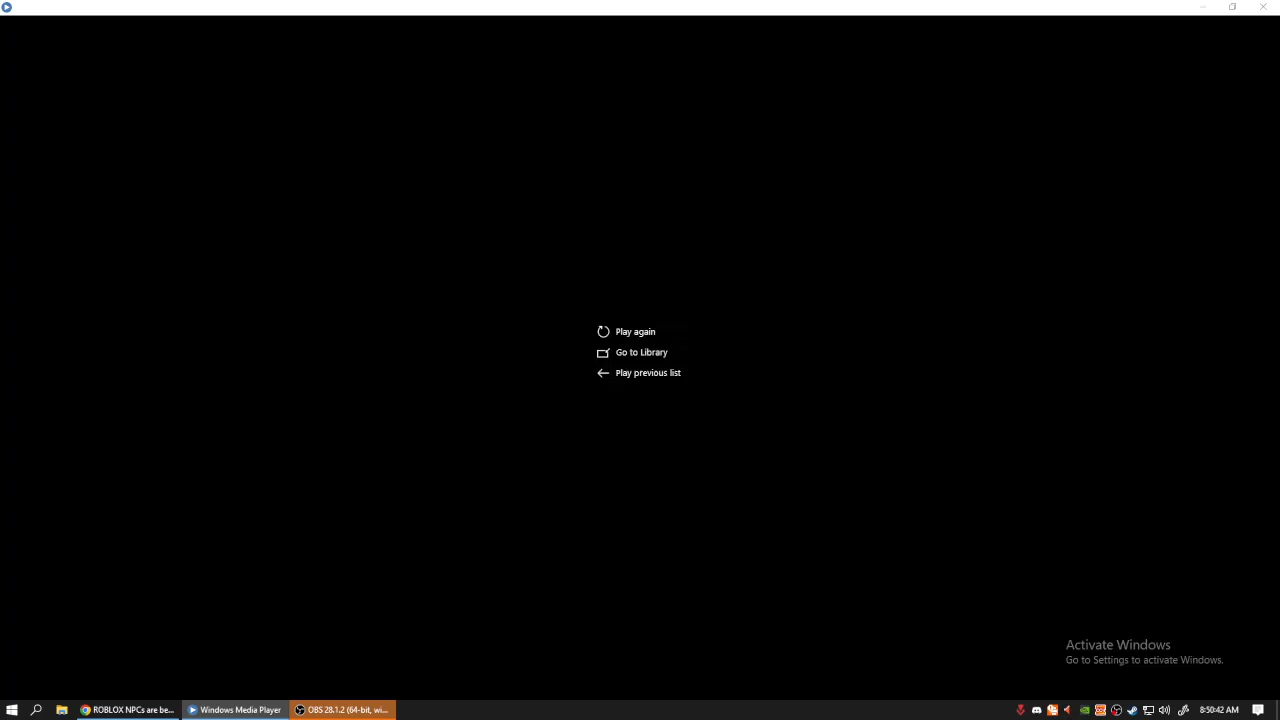 Play again
Go to Library
Play previous list
Activate Windows
Go to Settings to activate Windows.
ROBLOX NPCs are be...
Windows Media Player
OBS 28.1.2 (64-bit, wi...
8:50:42 AM